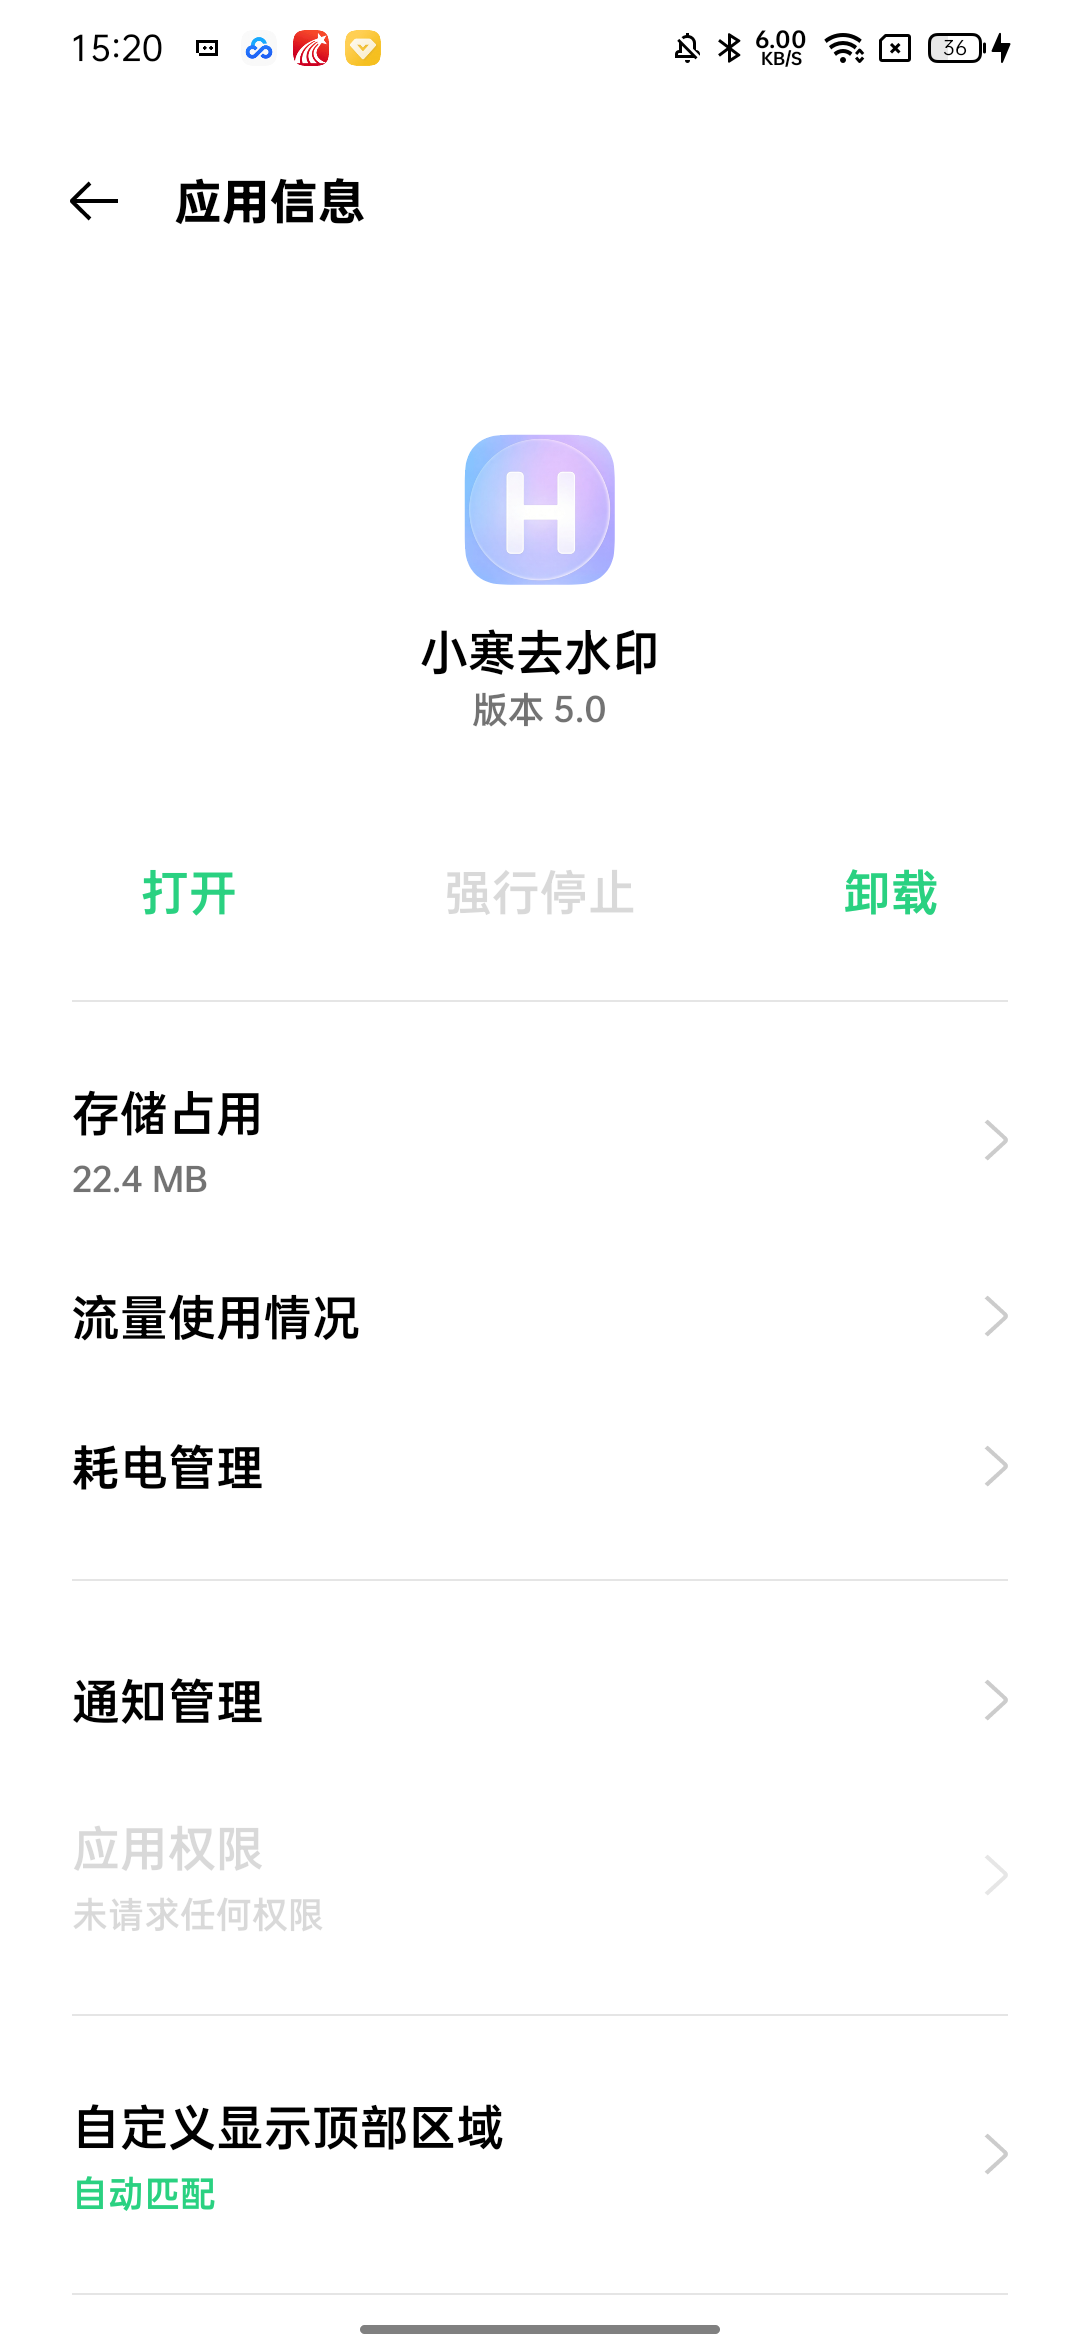 15:20
6.00
KB/S
36
应用信息
H
小寒去水印
版本 5.0
打开
强行停止
卸载
存储占用
22.4 MB
流量使用情况
耗电管理
通知管理
应用权限
未请求任何权限
自定义显示顶部区域
自动匹配